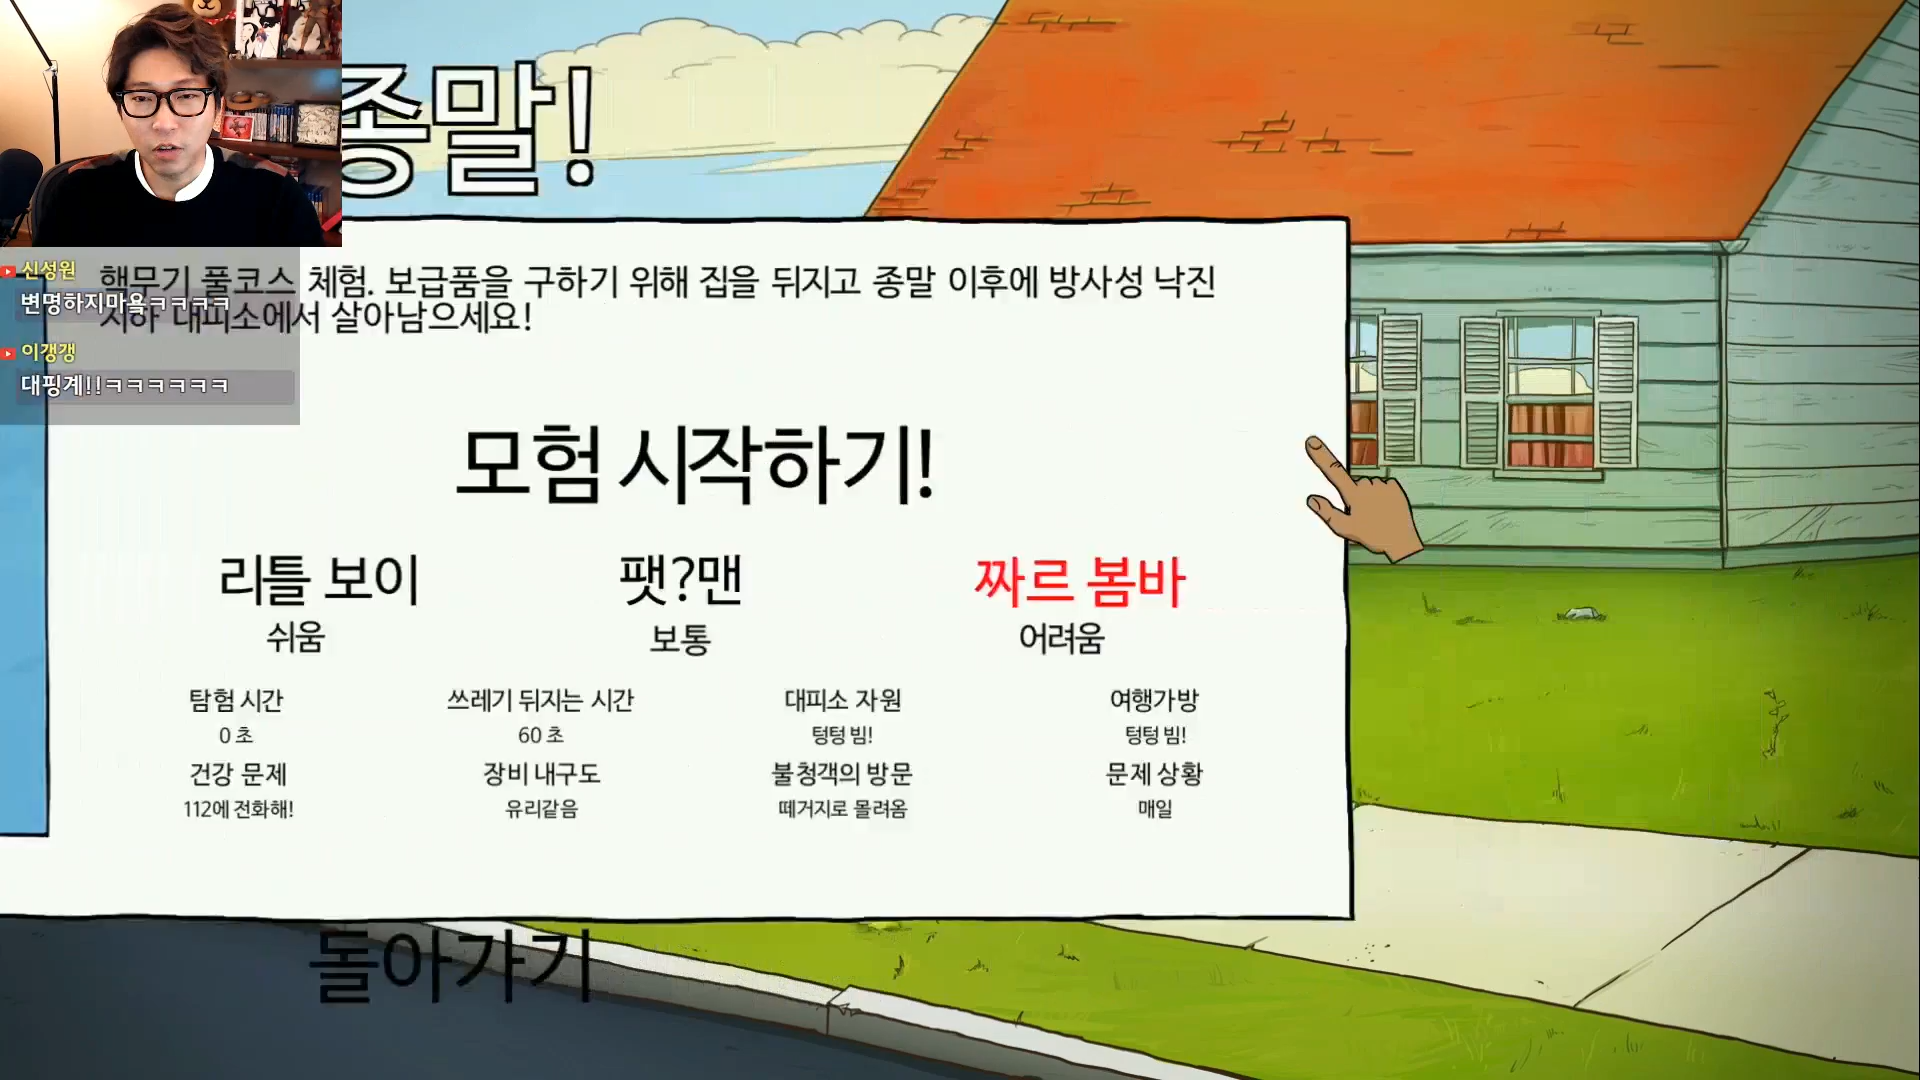 종말!
핵무기 풀코스 체험. 보급품을 구하기 위해 집을 뒤지고 종말 이후에 방사성 낙진
지하 대피소에서 살아남으세요!
신성원
변명하지마욬ㅋㅋㅋㅋ
이갱갱
대핑계!!ㅋㅋㅋㅋㅋㅋ
모험 시작하기!
리틀 보이
팻?맨
짜르 봄바
쉬움
보통
어려움
탐험 시간
쓰레기 뒤지는 시간
대피소 자원
여행가방
0 초
60 초
텅텅 빔!
텅텅 빔!
건강 문제
장비 내구도
불청객의 방문
문제 상황
112에 전화해!
유리같음
떼거지로 몰려옴
매일
돌아가기